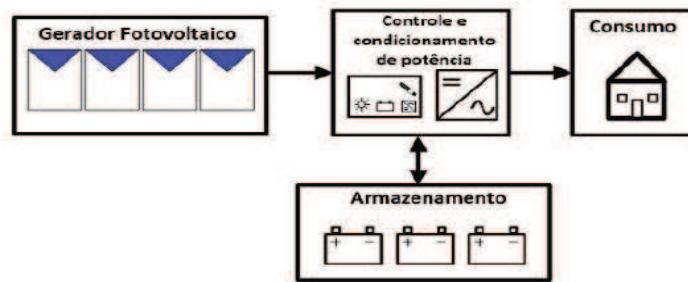 Gerador Fotovoltaico
Controle e
condicionamento
de potência
Consumo
Armazenamento
+ − + − + −